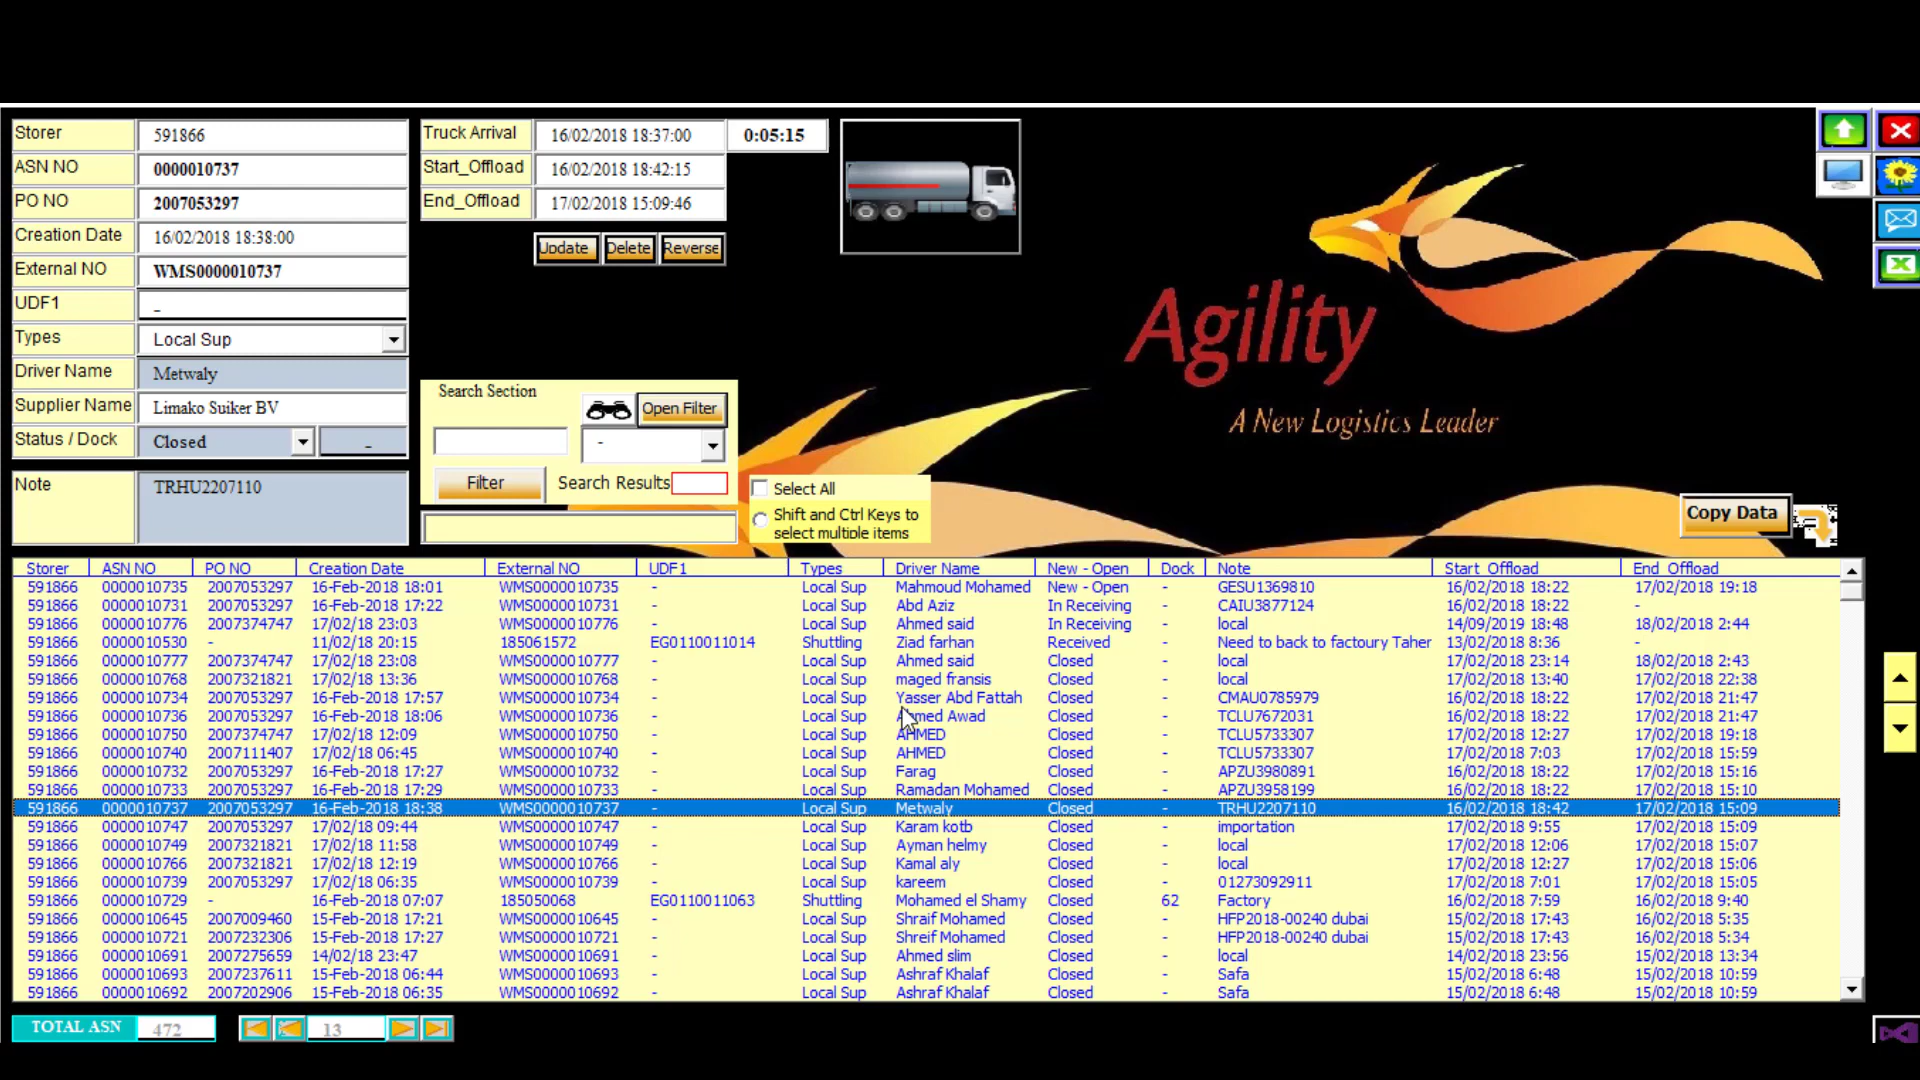 Storer 591866
ASN NO 0000010737
PO NO 2007053297
Creation Date 16/02/2018 18:38:00
External NO WMS0000010737
UDF1 -
Types Local Sup
Driver Name Metwaly
Supplier Name Limako Suiker BV
Status / Dock Closed -
Note TRHU2207110
Truck Arrival 16/02/2018 18:37:00 0:05:15
Start_Offload 16/02/2018 18:42:15
End_Offload 17/02/2018 15:09:46
Update Delete Reverse
Search Section
Open Filter
-
Filter Search Results
Select All
Shift and Ctrl Keys to
select multiple items
Agility
A New Logistics Leader
Copy Data
Storer ASN NO PO NO Creation Date External NO UDF1 Types Driver Name New - Open Dock Note Start_Offload End_Offload
591866 0000010735 2007053297 16-Feb-2018 18:01 WMS0000010735 - Local Sup Mahmoud Mohamed New - Open - GESU1369810 16/02/2018 18:22 17/02/2018 19:18
591866 0000010731 2007053297 16-Feb-2018 17:22 WMS0000010731 - Local Sup Abd Aziz In Receiving - CAIU3877124 16/02/2018 18:22 -
591866 0000010776 2007374747 17/02/18 23:03 WMS0000010776 - Local Sup Ahmed said In Receiving - local 14/09/2019 18:48 18/02/2018 2:44
591866 0000010530 - 11/02/18 20:15 185061572 EG0110011014 Shuttling Ziad farhan Received - Need to back to factoury Taher 13/02/2018 8:36 -
591866 0000010777 2007374747 17/02/18 23:08 WMS0000010777 - Local Sup Ahmed said Closed - local 17/02/2018 23:14 18/02/2018 2:43
591866 0000010768 2007321821 17/02/18 13:36 WMS0000010768 - Local Sup maged fransis Closed - local 17/02/2018 13:40 17/02/2018 22:38
591866 0000010734 2007053297 16-Feb-2018 17:57 WMS0000010734 - Local Sup Yasser Abd Fattah Closed - CMAU0785979 16/02/2018 18:22 17/02/2018 21:47
591866 0000010736 2007053297 16-Feb-2018 18:06 WMS0000010736 - Local Sup Ahmed Awad Closed - TCLU7672031 16/02/2018 18:22 17/02/2018 21:47
591866 0000010750 2007374747 17/02/18 12:09 WMS0000010750 - Local Sup AHMED Closed - TCLU5733307 17/02/2018 12:27 17/02/2018 19:18
591866 0000010740 2007111407 17/02/18 06:45 WMS0000010740 - Local Sup AHMED Closed - TCLU5733307 17/02/2018 7:03 17/02/2018 15:59
591866 0000010732 2007053297 16-Feb-2018 17:27 WMS0000010732 - Local Sup Farag Closed - APZU3980891 16/02/2018 18:22 17/02/2018 15:16
591866 0000010733 2007053297 16-Feb-2018 17:29 WMS0000010733 - Local Sup Ramadan Mohamed Closed - APZU3958199 16/02/2018 18:22 17/02/2018 15:10
591866 0000010737 2007053297 16-Feb-2018 18:38 WMS0000010737 - Local Sup Metwaly Closed - TRHU2207110 16/02/2018 18:42 17/02/2018 15:09
591866 0000010747 2007053297 17/02/18 09:44 WMS0000010747 - Local Sup Karam kotb Closed - importation 17/02/2018 9:55 17/02/2018 15:09
591866 0000010749 2007321821 17/02/18 11:58 WMS0000010749 - Local Sup Ayman helmy Closed - local 17/02/2018 12:06 17/02/2018 15:07
591866 0000010766 2007321821 17/02/18 12:19 WMS0000010766 - Local Sup Kamal aly Closed - local 17/02/2018 12:27 17/02/2018 15:06
591866 0000010739 2007053297 17/02/18 06:35 WMS0000010739 - Local Sup kareem Closed - 01273092911 17/02/2018 7:01 17/02/2018 15:05
591866 0000010729 - 16-Feb-2018 07:07 185050068 EG0110011063 Shuttling Mohamed el Shamy Closed 62 Factory 16/02/2018 7:59 16/02/2018 9:40
591866 0000010645 2007009460 15-Feb-2018 17:21 WMS0000010645 - Local Sup Shraif Mohamed Closed - HFP2018-00240 dubai 15/02/2018 17:43 16/02/2018 5:35
591866 0000010721 2007232306 15-Feb-2018 17:27 WMS0000010721 - Local Sup Shreif Mohamed Closed - HFP2018-00240 dubai 15/02/2018 17:43 16/02/2018 5:34
591866 0000010691 2007275659 14/02/18 23:47 WMS0000010691 - Local Sup Ahmed slim Closed - local 14/02/2018 23:56 15/02/2018 13:34
591866 0000010693 2007237611 15-Feb-2018 06:44 WMS0000010693 - Local Sup Ashraf Khalaf Closed - Safa 15/02/2018 6:48 15/02/2018 10:59
591866 0000010692 2007202906 15-Feb-2018 06:35 WMS0000010692 - Local Sup Ashraf Khalaf Closed - Safa 15/02/2018 6:48 15/02/2018 10:59
TOTAL ASN 472 13